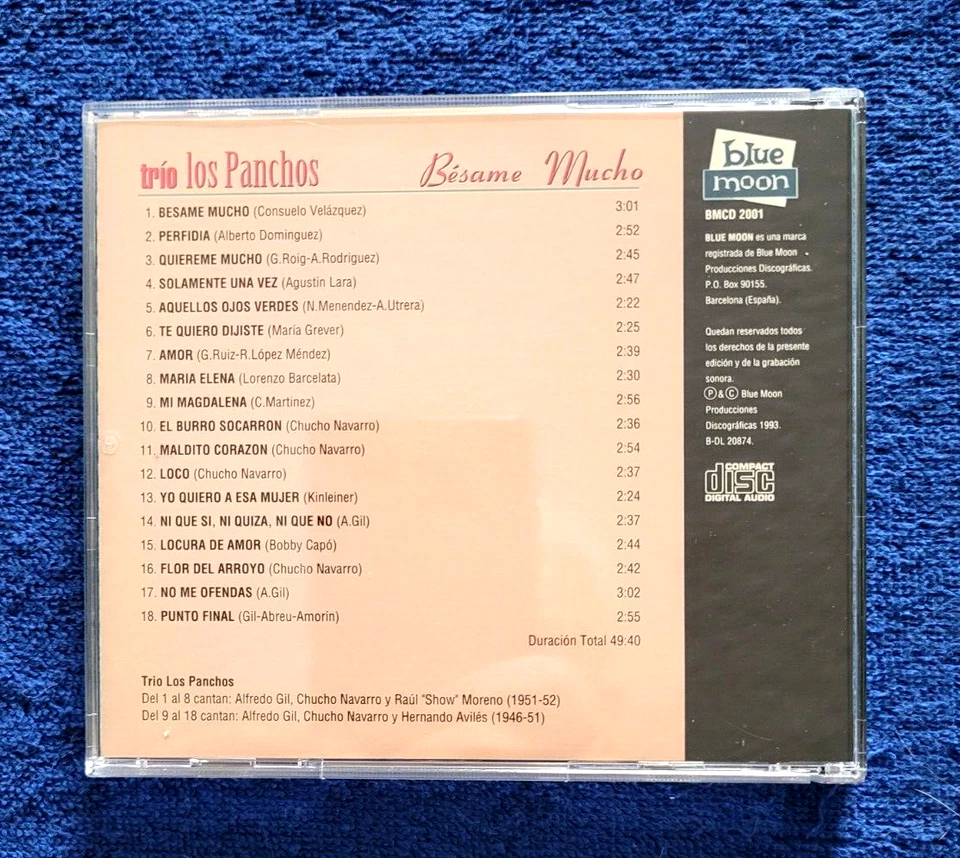 trío los Panchos Bésame Mucho
1. BESAME MUCHO (Consuelo Velázquez) 3:01
2. PERFIDIA (Alberto Dominguez) 2:52
3. QUIEREME MUCHO (G.Roig-A.Rodriguez) 2:45
4. SOLAMENTE UNA VEZ (Agustin Lara) 2:47
5. AQUELLOS OJOS VERDES (N.Menendez-A.Utrera) 2:22
6. TE QUIERO DIJISTE (María Grever) 2:25
7. AMOR (G.Ruiz-R.López Méndez) 2:39
8. MARIA ELENA (Lorenzo Barcelata) 2:30
9. MI MAGDALENA (C.Martinez) 2:56
10. EL BURRO SOCARRON (Chucho Navarro) 2:36
11. MALDITO CORAZON (Chucho Navarro) 2:54
12. LOCO (Chucho Navarro) 2:37
13. YO QUIERO A ESA MUJER (Kinleiner) 2:24
14. NI QUE SI, NI QUIZA, NI QUE NO (A.Gil) 2:37
15. LOCURA DE AMOR (Bobby Capó) 2:44
16. FLOR DEL ARROYO (Chucho Navarro) 2:42
17. NO ME OFENDAS (A.Gil) 3:02
18. PUNTO FINAL (Gil-Abreu-Amorín) 2:55
Duración Total 49:40
Trio Los Panchos
Del 1 al 8 cantan: Alfredo Gil, Chucho Navarro y Raúl "Show" Moreno (1951-52)
Del 9 al 18 cantan: Alfredo Gil, Chucho Navarro y Hernando Avilés (1946-51)
blue
moon
BMCD 2001
BLUE MOON es una marca
registrada de Blue Moon
Producciones Discográficas.
P.O. Box 90155.
Barcelona (España).
Quedan reservados todos
los derechos de la presente
edición y de la grabación
sonora.
Ⓟ&Ⓒ Blue Moon
Producciones
Discográficas 1993.
B-DL 20874.
COMPACT
disc
DIGITAL AUDIO